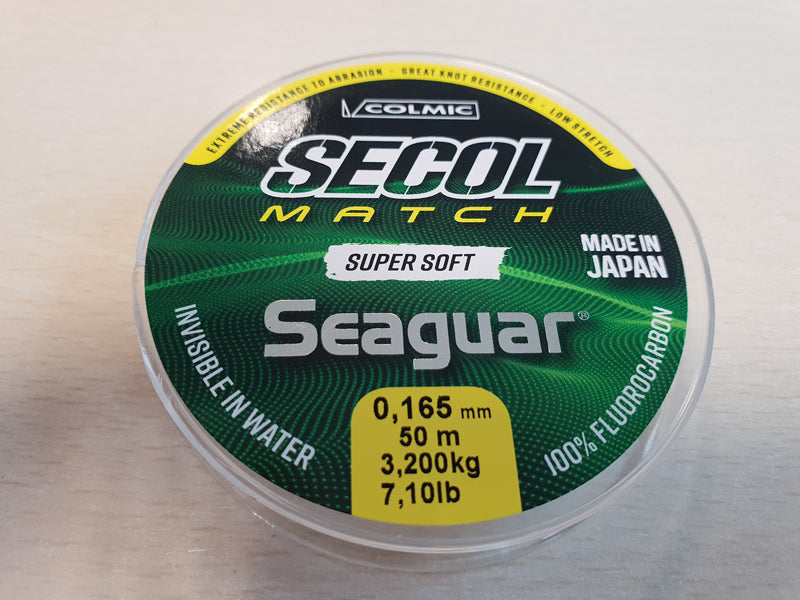 EXTREME RESISTANCE TO ABRASION - GREAT KNOT RESISTANCE - LOW STRETCH
COLMIC
SECOL
MATCH
SUPER SOFT
MADE IN
JAPAN
Seaguar®
INVISIBLE IN WATER
100% FLUOROCARBON
0,165 mm
50 m
3,200kg
7,10lb